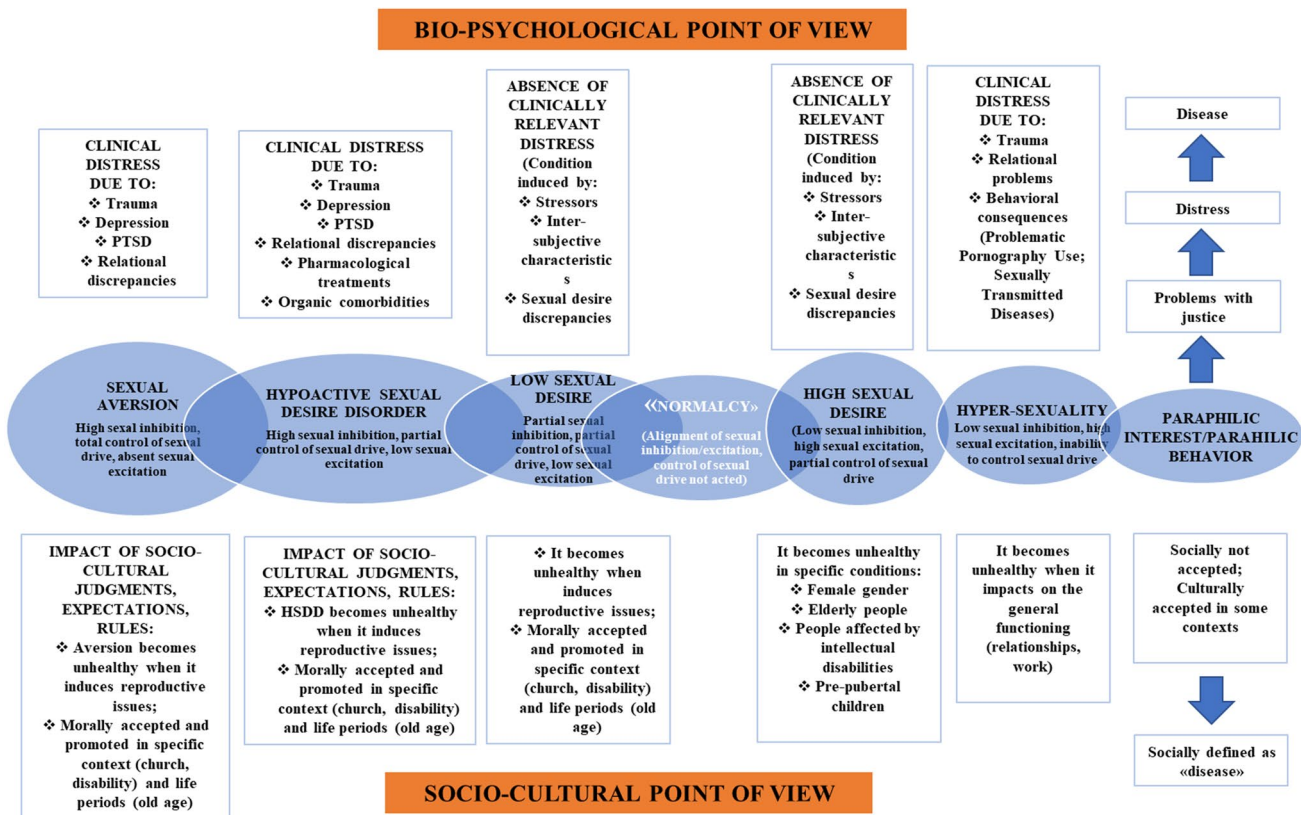 BIO-PSYCHOLOGICAL POINT OF VIEW
CLINICAL
DISTRESS
DUE TO:
❖ Trauma
❖ Depression
❖ PTSD
❖ Relational
discrepancies
CLINICAL DISTRESS
DUE TO:
❖ Trauma
❖ Depression
❖ PTSD
❖ Relational discrepancies
❖ Pharmacological
treatments
❖ Organic comorbidities
ABSENCE OF
CLINICALLY
RELEVANT
DISTRESS
(Condition
induced by:
❖ Stressors
❖ Inter-
subjective
characteristic
s
❖ Sexual desire
discrepancies
ABSENCE OF
CLINICALLY
RELEVANT
DISTRESS
(Condition
induced by:
❖ Stressors
❖ Inter-
subjective
characteristic
s
❖ Sexual desire
discrepancies
CLINICAL
DISTRESS
DUE TO:
❖ Trauma
❖ Relational
problems
❖ Behavioral
consequences
(Problematic
Pornography Use;
Sexually
Transmitted
Diseases)
Disease
Distress
Problems with
justice
SEXUAL
AVERSION
High sexual inhibition,
total control of sexual
drive, absent sexual
excitation
HYPOACTIVE SEXUAL
DESIRE DISORDER
High sexual inhibition, partial
control of sexual drive, low sexual
excitation
LOW SEXUAL
DESIRE
Partial sexual
inhibition, partial
control of sexual
drive, low sexual
excitation
«NORMALCY»
(Alignment of sexual
inhibition/excitation,
control of sexual
drive not acted)
HIGH SEXUAL
DESIRE
(Low sexual inhibition,
high sexual excitation,
partial control of sexual
drive
HYPER-SEXUALITY
Low sexual inhibition, high
sexual excitation, inability
to control sexual drive
PARAPHILIC
INTEREST/PARAHILIC
BEHAVIOR
IMPACT OF SOCIO-
CULTURAL
JUDGMENTS,
EXPECTATIONS,
RULES:
❖ Aversion becomes
unhealthy when it
induces reproductive
issues;
❖ Morally accepted and
promoted in specific
context (church,
disability) and life
periods (old age)
IMPACT OF SOCIO-
CULTURAL JUDGMENTS,
EXPECTATIONS, RULES:
❖ HSDD becomes unhealthy
when it induces
reproductive issues;
❖ Morally accepted and
promoted in specific
context (church, disability)
and life periods (old age)
❖ It becomes
unhealthy when
induces
reproductive issues;
❖ Morally accepted
and promoted in
specific context
(church, disability)
and life periods (old
age)
It becomes unhealthy
in specific conditions:
❖ Female gender
❖ Elderly people
❖ People affected by
intellectual
disabilities
❖ Pre-pubertal
children
It becomes
unhealthy when it
impacts on the
general
functioning
(relationships,
work)
Socially not
accepted;
Culturally
accepted in some
contexts
Socially defined as
«disease»
SOCIO-CULTURAL POINT OF VIEW